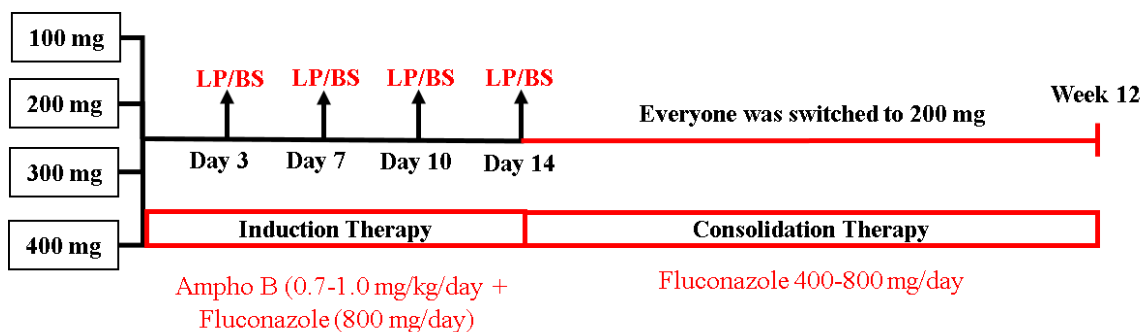 100 mg
200 mg
300 mg
400 mg
LP/BS LP/BS LP/BS LP/BS
Day 3 Day 7 Day 10 Day 14
Everyone was switched to 200 mg
Week 12
Induction Therapy
Consolidation Therapy
Ampho B (0.7-1.0 mg/kg/day +
Fluconazole (800 mg/day)
Fluconazole 400-800 mg/day